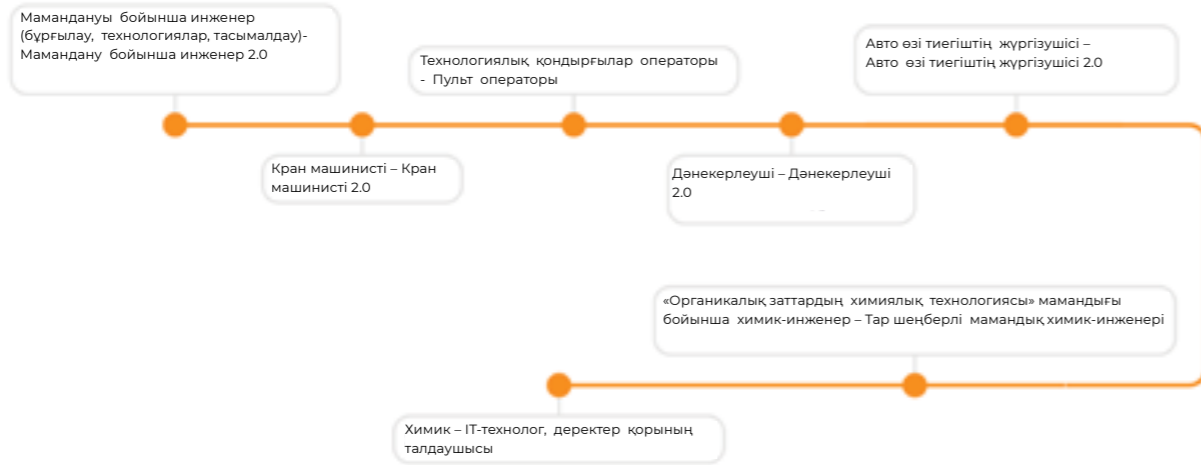 Мамандануы бойынша инженер
(бұрғылау, технологиялар, тасымалдау)-
Мамандану бойынша инженер 2.0
Кран машинисті – Кран
машинисті 2.0
Технологиялық қондырғылар операторы
- Пульт операторы
Дәнекерлеуші – Дәнекерлеуші
2.0
Авто өзі тиегіштің жүргізушісі –
Авто өзі тиегіштің жүргізушісі 2.0
«Органикалық заттардың химиялық технологиясы» мамандығы
бойынша химик-инженер – Тар шеңберлі мамандық химик-инженері
Химик – IT-технолог, деректер қорының
талдаушысы